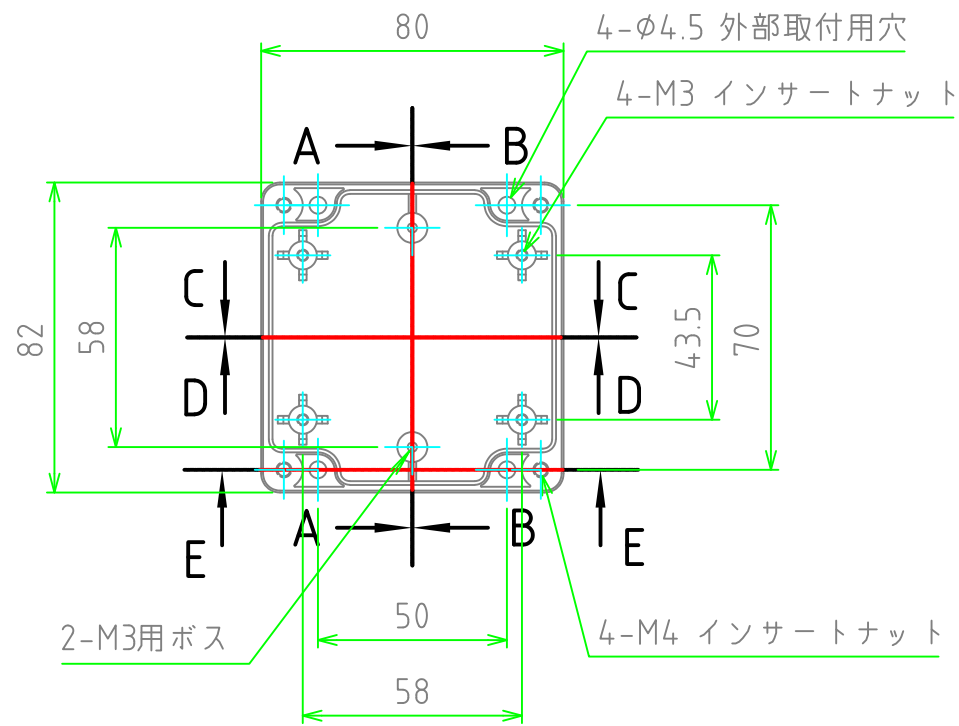 80
4-φ4.5 外部取付用穴
4-M3 インサートナット
A
B
C
C
82
58
43.5
70
D
D
A
B
E
E
50
2-M3用ボス
4-M4 インサートナット
58